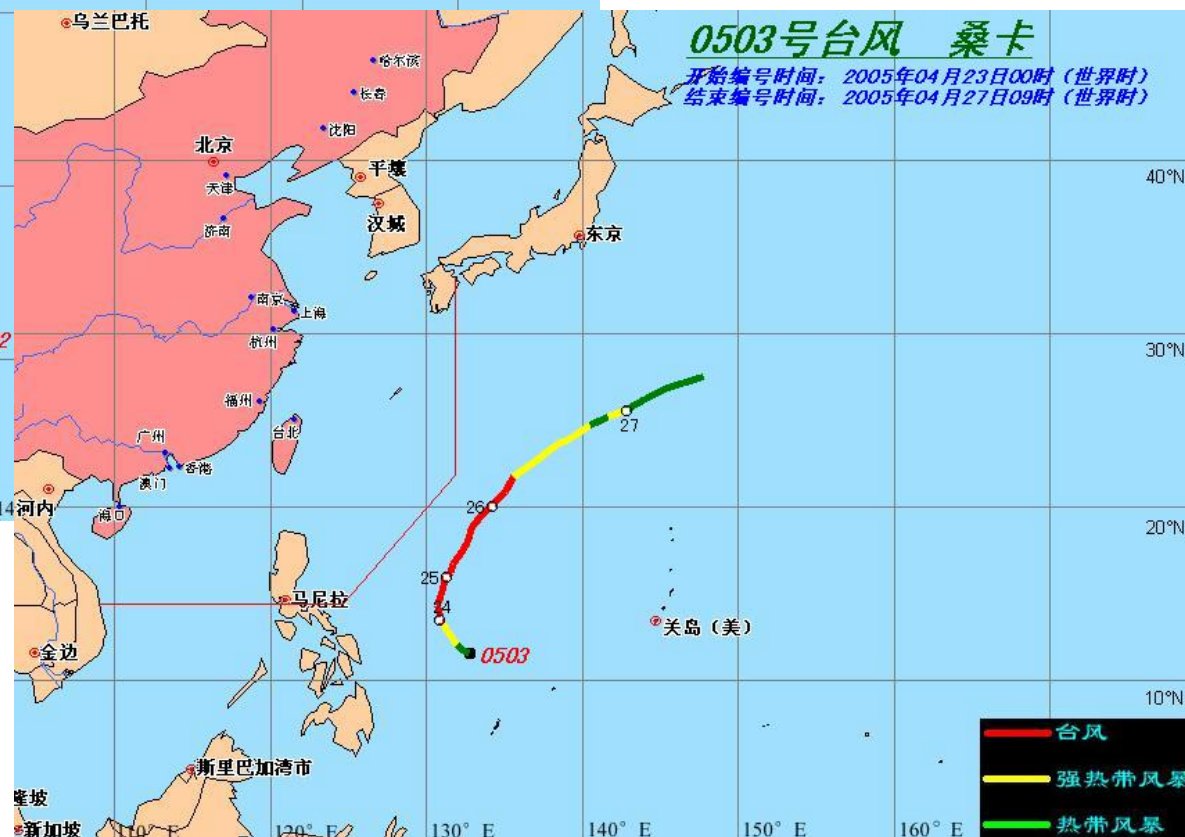 0503号台风 桑卡
开始编号时间： 2005年04月23日00时（世界时）
结束编号时间： 2005年04月27日09时（世界时）
乌兰巴托
哈尔滨
长春
沈阳
北京
平壤
天津
40°N
汉城
济南
东京
南京
上海
2
杭州
30°N
福州
27
台北
广州
香港
澳门
14
河内
海口
26
20°N
25
马尼拉
24
关岛（美）
金边
0503
10°N
台风
斯里巴加湾市
强热带风暴
隆坡
新加坡
110° E
120° E
130° E
140° E
150° E
160° E
热带风暴